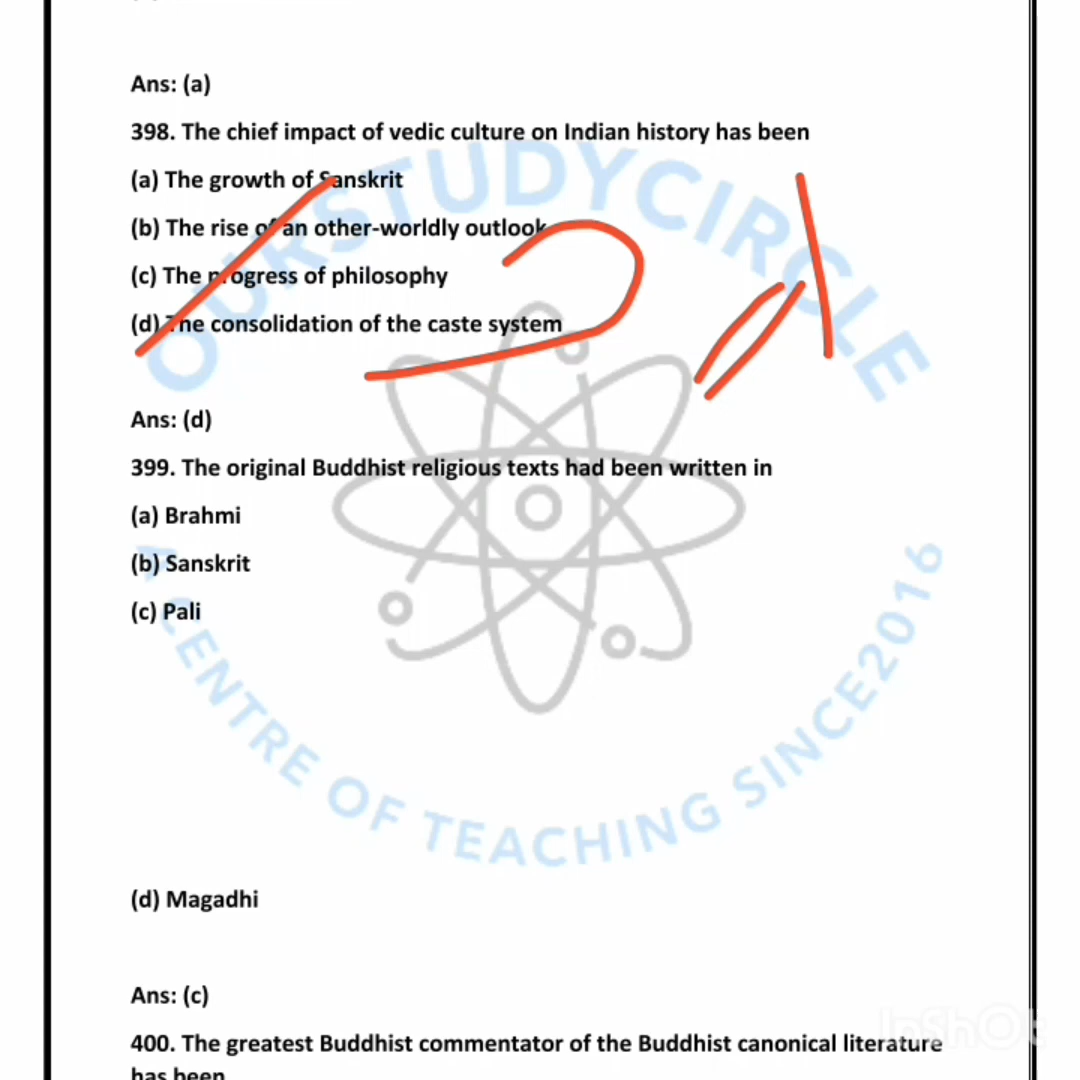 Ans: (a)
398. The chief impact of vedic culture on Indian history has been
(a) The growth of Sanskrit
(b) The rise of an other-worldly outlook
(c) The progress of philosophy
(d) The consolidation of the caste system
Ans: (d)
399. The original Buddhist religious texts had been written in
(a) Brahmi
(b) Sanskrit
(c) Pali
(d) Magadhi
Ans: (c)
400. The greatest Buddhist commentator of the Buddhist canonical literature
has been
OURSTUDYCIRCLE
A CENTRE OF TEACHING SINCE2016
InShOt